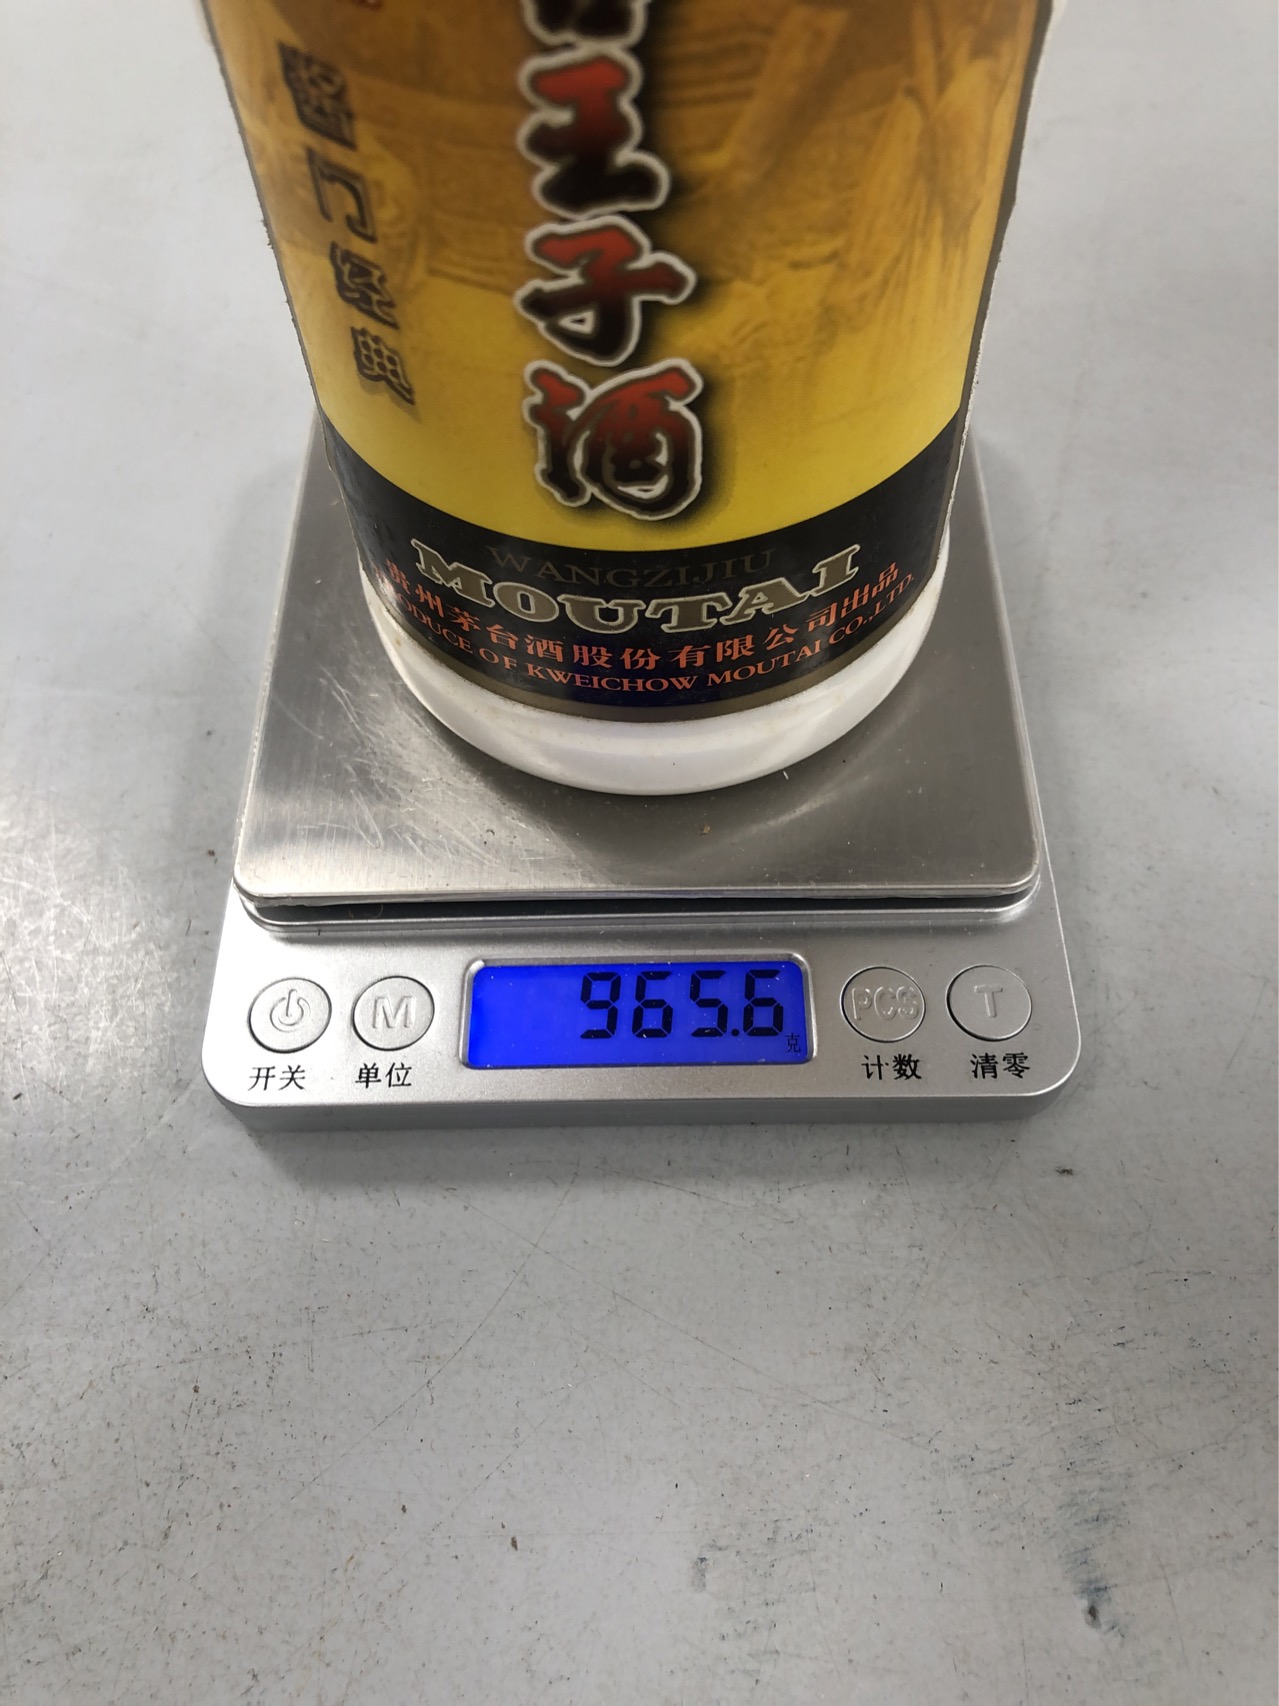 王子酒
酱门经典
WANGZIJIU
MOUTAI
贵州茅台酒股份有限公司出品
PRODUCE OF KWEICHOW MOUTAI CO.,LTD.
965.6
克
M
PCS
T
开关
单位
计数
清零